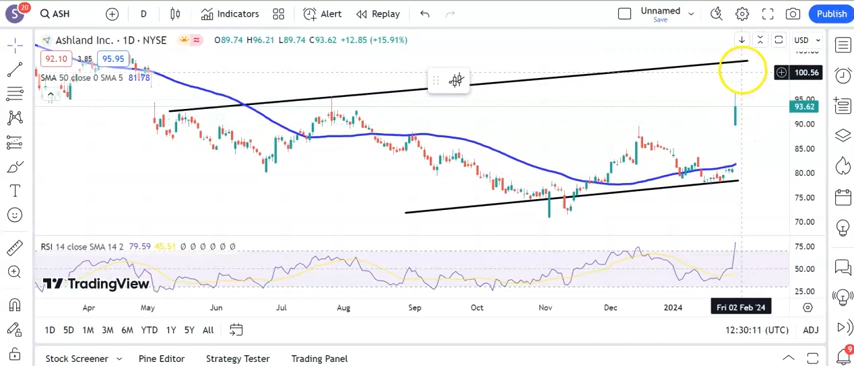 S
20
ASH
D
Indicators
Alert
Replay
Unnamed
Save
Publish
Ashland Inc. · 1D · NYSE
O89.74 H96.21 L89.74 C93.62 +12.85 (+15.91%)
USD
92.10
3.85
95.95
SMA 50 close 0 SMA 5 81.78
100.56
95.00
93.62
90.00
85.00
80.00
75.00
70.00
RSI 14 close SMA 14 2 79.59 45.51 Ø Ø Ø Ø Ø Ø
75.00
50.00
25.00
TradingView
Apr
May
Jun
Jul
Aug
Sep
Oct
Nov
Dec
2024
Fri 02 Feb '24
1D 5D 1M 3M 6M YTD 1Y 5Y All
12:30:11 (UTC)
ADJ
Stock Screener
Pine Editor
Strategy Tester
Trading Panel
9